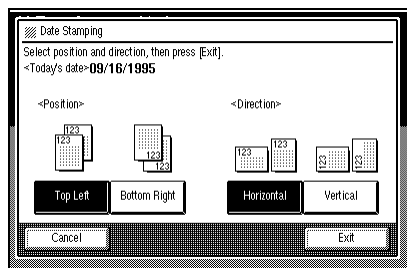 Date Stamping
Select position and direction, then press [Exit].
<Today's date>09/16/1995
<Position> <Direction>
123 123 123 123
123 123 123 123
Top Left Bottom Right Horizontal Vertical
Cancel Exit